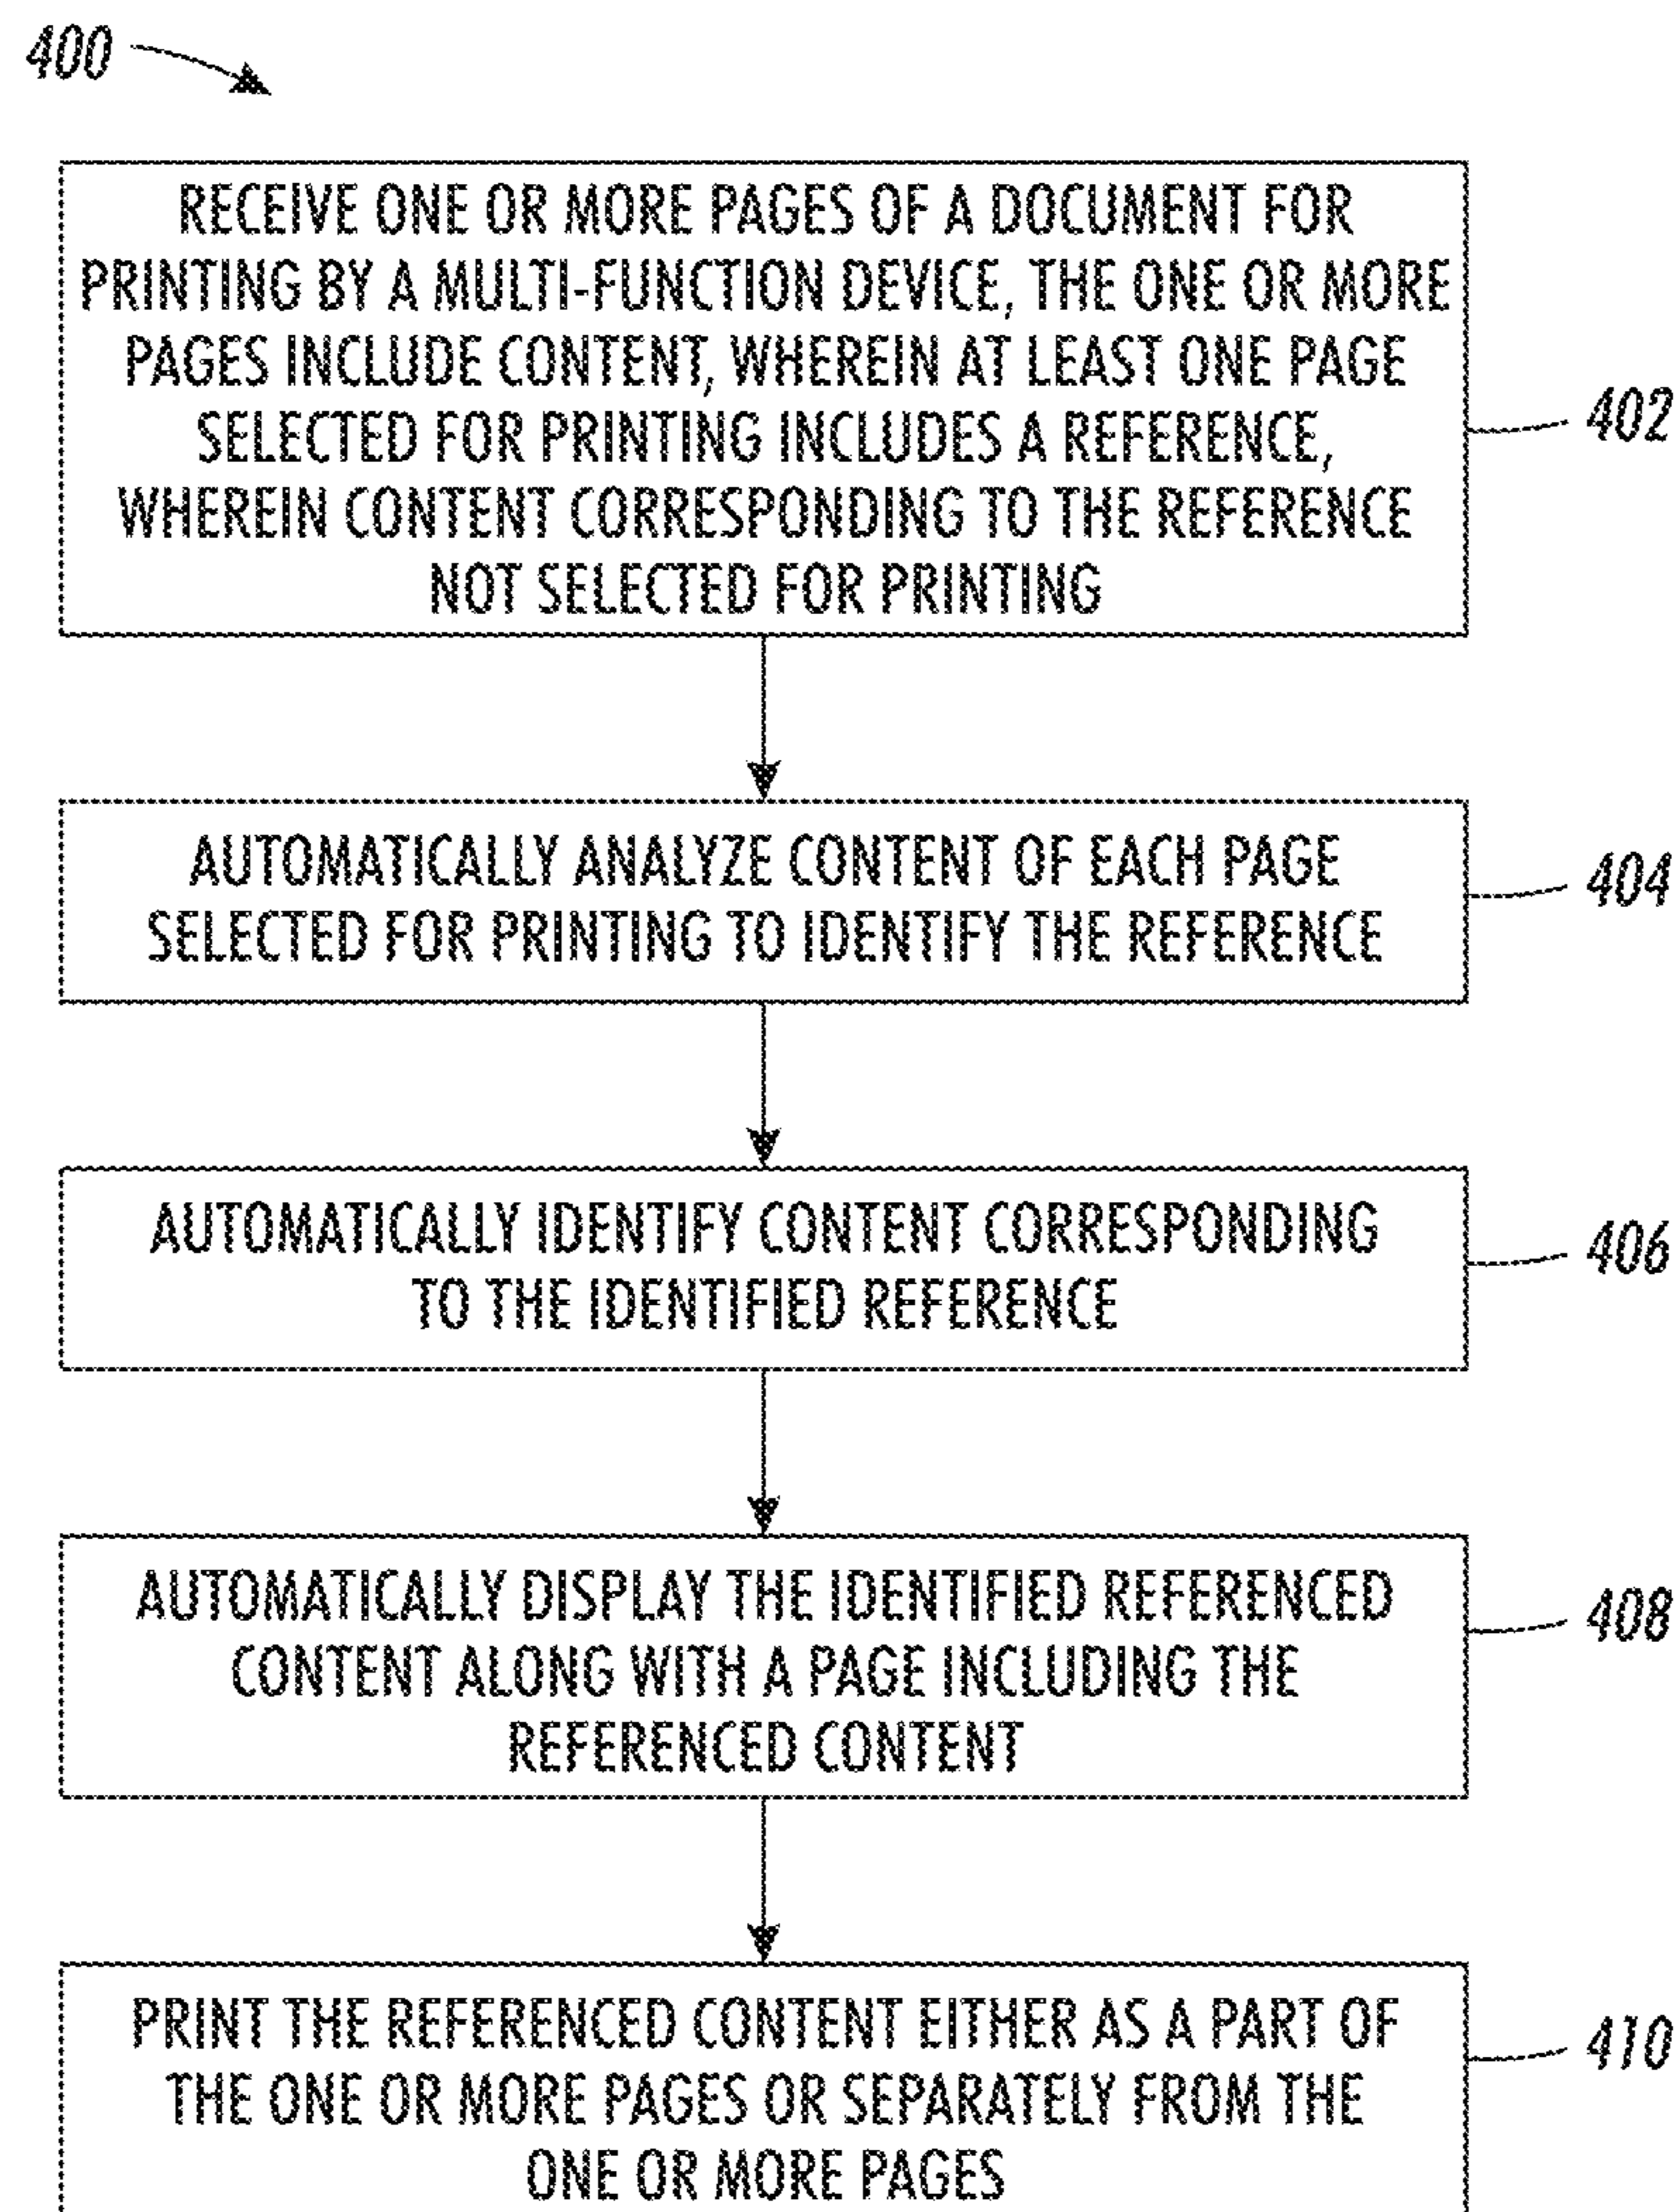 400
RECEIVE ONE OR MORE PAGES OF A DOCUMENT FOR
PRINTING BY A MULTI-FUNCTION DEVICE, THE ONE OR MORE
PAGES INCLUDE CONTENT, WHEREIN AT LEAST ONE PAGE
SELECTED FOR PRINTING INCLUDES A REFERENCE,
WHEREIN CONTENT CORRESPONDING TO THE REFERENCE
NOT SELECTED FOR PRINTING
402
AUTOMATICALLY ANALYZE CONTENT OF EACH PAGE
SELECTED FOR PRINTING TO IDENTIFY THE REFERENCE
404
AUTOMATICALLY IDENTIFY CONTENT CORRESPONDING
TO THE IDENTIFIED REFERENCE
406
AUTOMATICALLY DISPLAY THE IDENTIFIED REFERENCED
CONTENT ALONG WITH A PAGE INCLUDING THE
REFERENCED CONTENT
408
PRINT THE REFERENCED CONTENT EITHER AS A PART OF
THE ONE OR MORE PAGES OR SEPARATELY FROM THE
ONE OR MORE PAGES
410